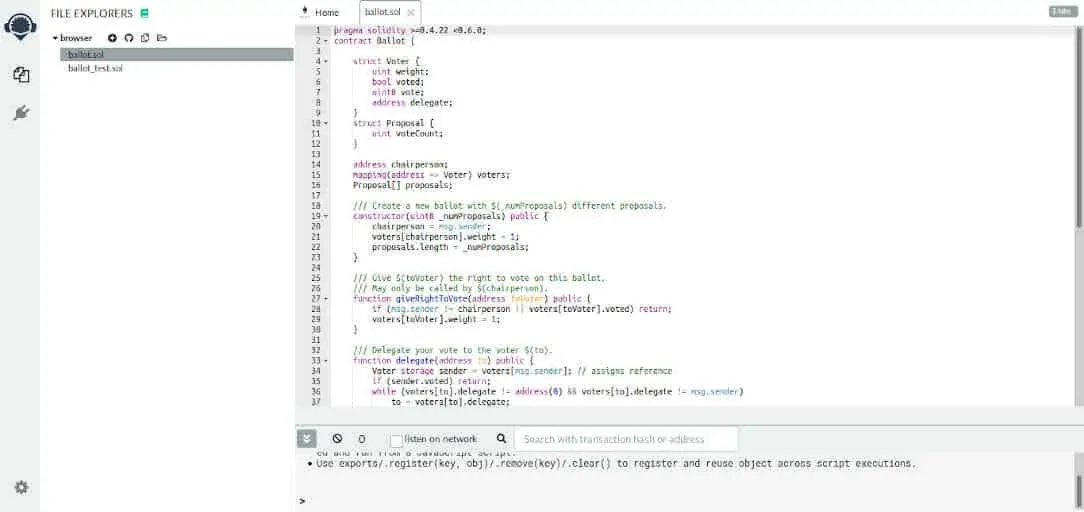 FILE EXPLORERS
browser
ballot.sol
ballot_test.sol
Home
ballot.sol
1 pragma solidity >=0.4.22 <0.6.0;
2 contract Ballot {
3
4 struct Voter {
5 uint weight;
6 bool voted;
7 uint8 vote;
8 address delegate;
9 }
10 struct Proposal {
11 uint voteCount;
12 }
13
14 address chairperson;
15 mapping(address => Voter) voters;
16 Proposal[] proposals;
17
18 /// Create a new ballot with $(_numProposals) different proposals.
19 constructor(uint8 _numProposals) public {
20 chairperson = msg.sender;
21 voters[chairperson].weight = 1;
22 proposals.length = _numProposals;
23 }
24
25 /// Give $(toVoter) the right to vote on this ballot.
26 /// May only be called by $(chairperson).
27 function giveRightToVote(address toVoter) public {
28 if (msg.sender != chairperson || voters[toVoter].voted) return;
29 voters[toVoter].weight = 1;
30 }
31
32 /// Delegate your vote to the voter $(to).
33 function delegate(address to) public {
34 Voter storage sender = voters[msg.sender]; // assigns reference
35 if (sender.voted) return;
36 while (voters[to].delegate != address(0) && voters[to].delegate != msg.sender)
37 to = voters[to].delegate;
0
listen on network
Search with transaction hash or address
ed and run from a JavaScript script.
• Use exports/.register(key, obj)/.remove(key)/.clear() to register and reuse object across script executions.
>